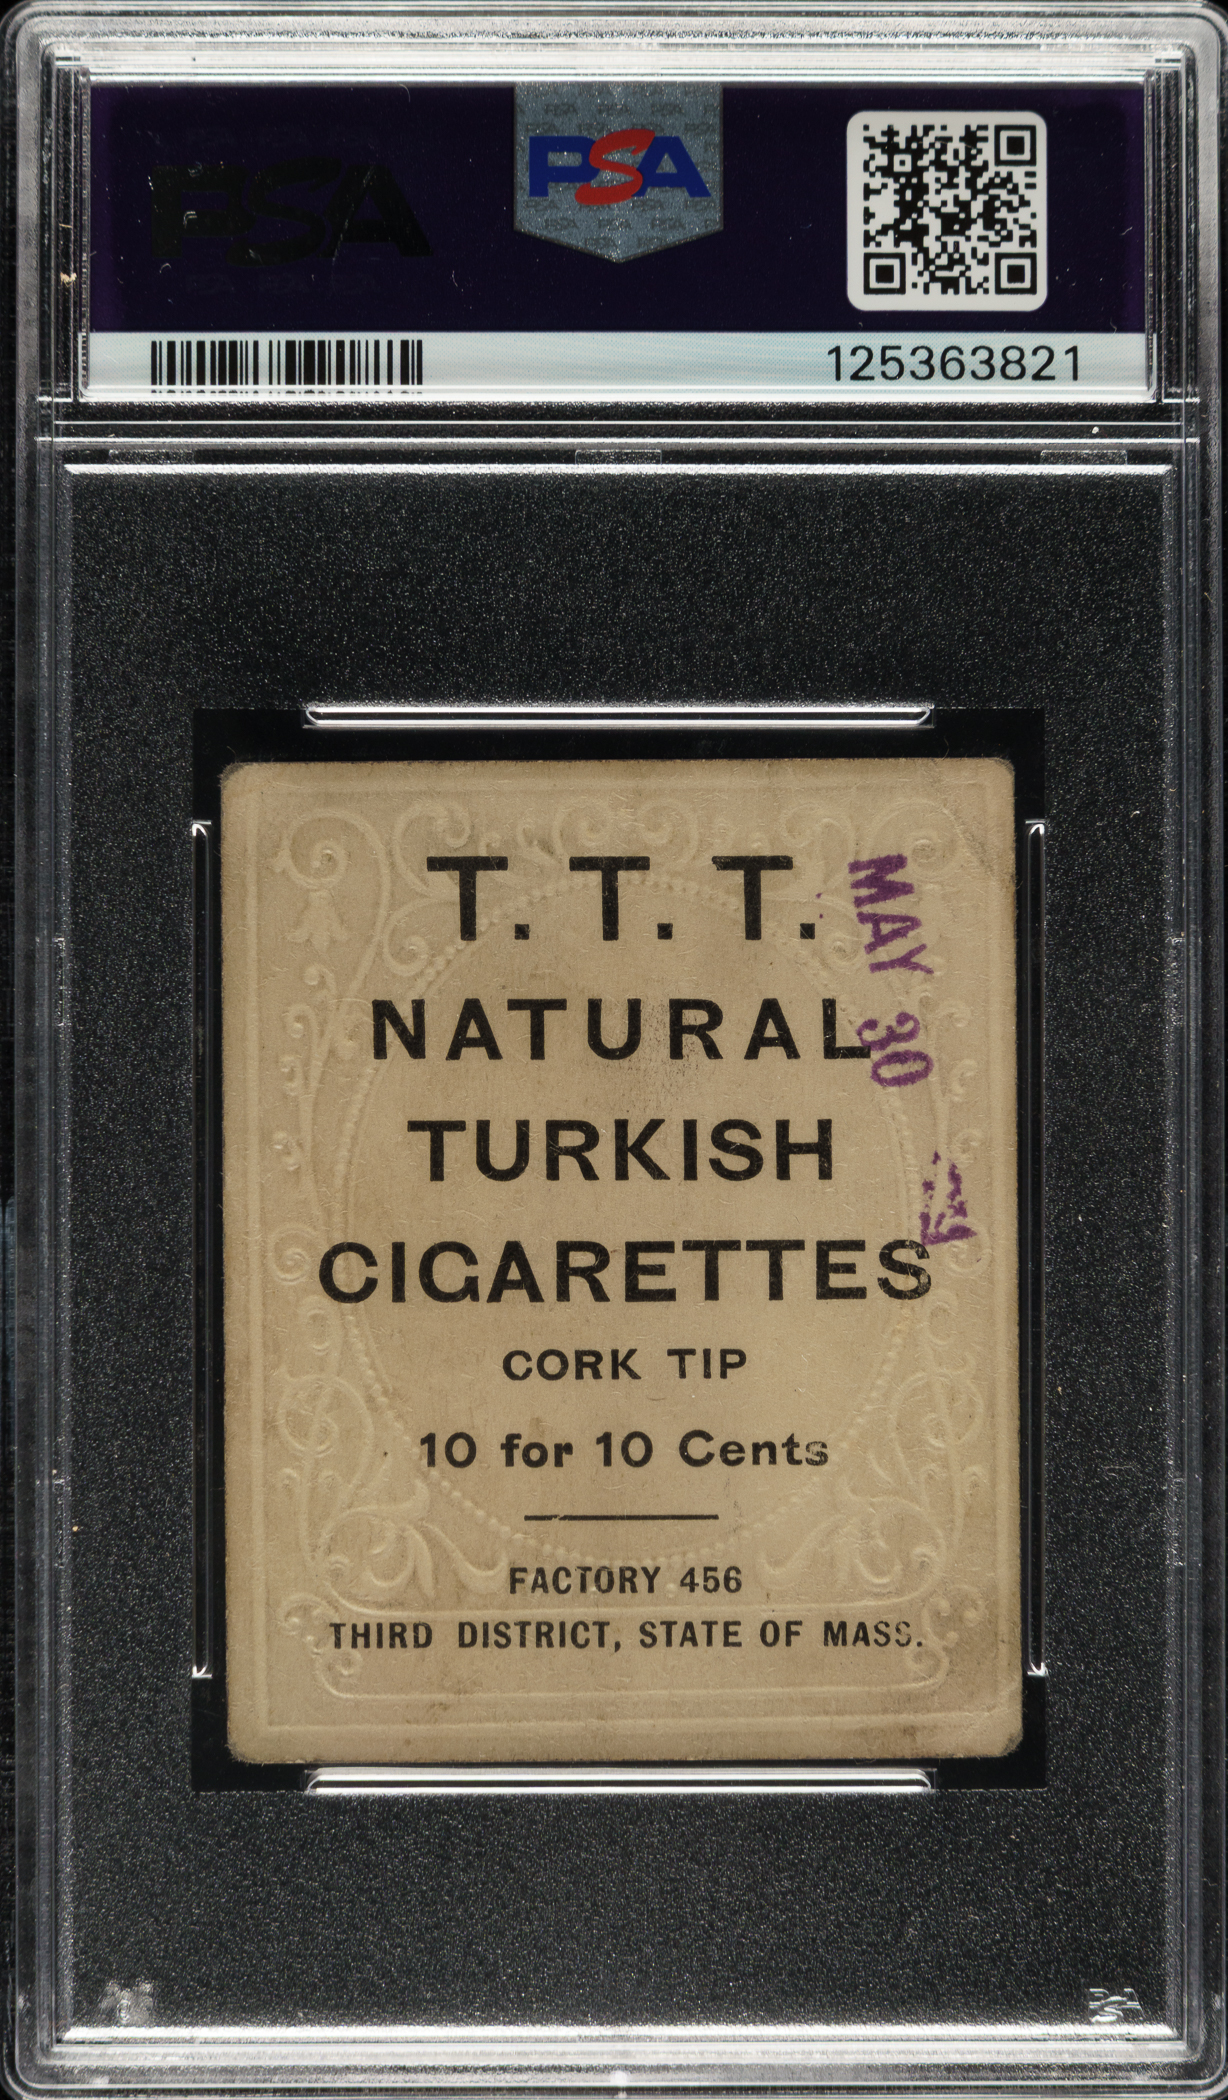 PSA
PSA
125363821
T. T. T.
NATURAL
TURKISH
CIGARETTES
CORK TIP
10 for 10 Cents
FACTORY 456
THIRD DISTRICT, STATE OF MASS.
MAY 30
PSA